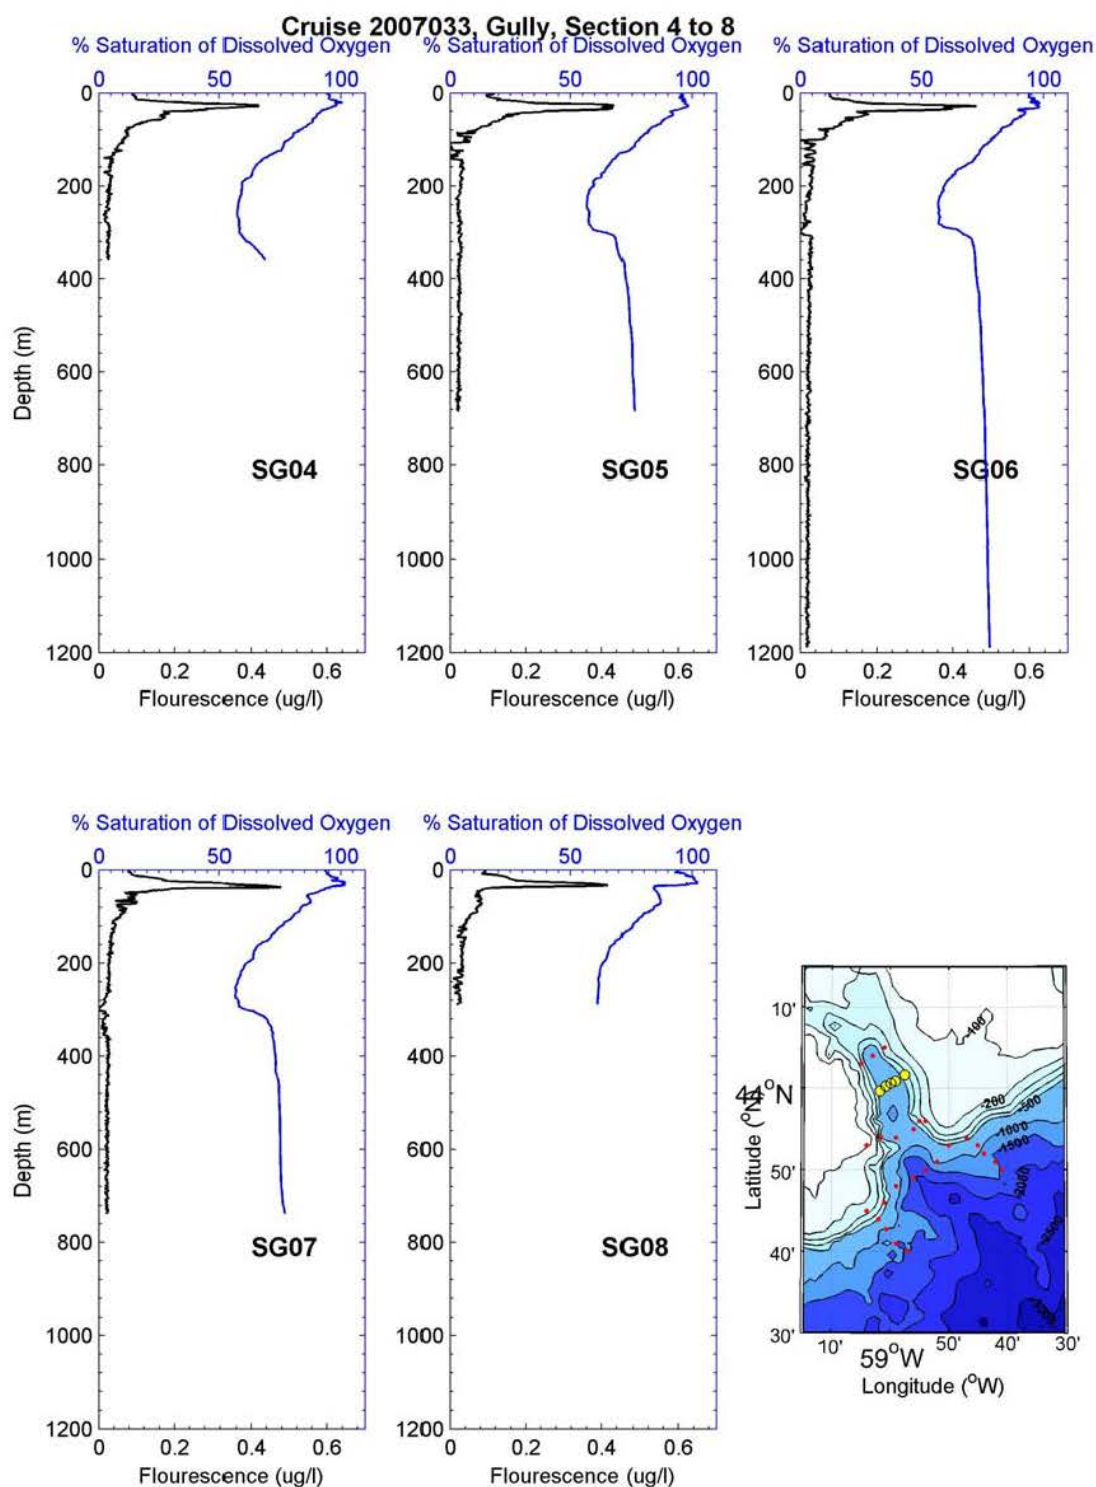 Cruise 2007033, Gully, Section 4 to 8
% Saturation of Dissolved Oxygen % Saturation of Dissolved Oxygen % Saturation of Dissolved Oxygen
0 50 100 0 50 100 0 50 100
0 0 0
200 200 200
400 400 400
Depth (m)
600 600 600
800 800 800
SG04 SG05 SG06
1000 1000 1000
1200 1200 1200
0 0.2 0.4 0.6 0 0.2 0.4 0.6 0 0.2 0.4 0.6
Flourescence (ug/l) Flourescence (ug/l) Flourescence (ug/l)
% Saturation of Dissolved Oxygen % Saturation of Dissolved Oxygen
0 50 100 0 50 100
0 0
200 200
400 400
Depth (m)
600 600
800 800
SG07 SG08
1000 1000
1200 1200
0 0.2 0.4 0.6 0 0.2 0.4 0.6
Flourescence (ug/l) Flourescence (ug/l)
10'
-100
44°N
-200 -500
-1000
-1500
Latitude (°N)
50'
-2000
-2500
40'
30'
10' 59°W 50' 40' 30'
Longitude (°W)